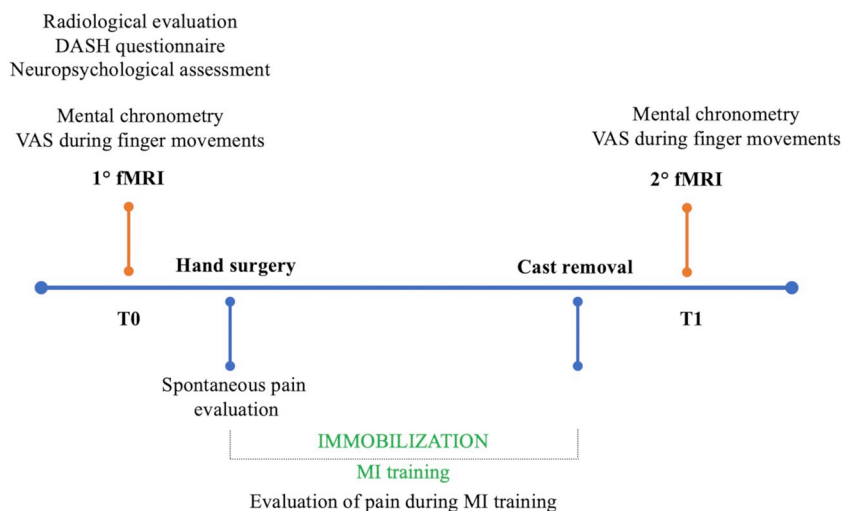 Radiological evaluation
DASH questionnaire
Neuropsychological assessment
Mental chronometry
VAS during finger movements
1° fMRI
Mental chronometry
VAS during finger movements
2° fMRI
Hand surgery
Cast removal
T0
T1
Spontaneous pain
evaluation
IMMOBILIZATION
MI training
Evaluation of pain during MI training